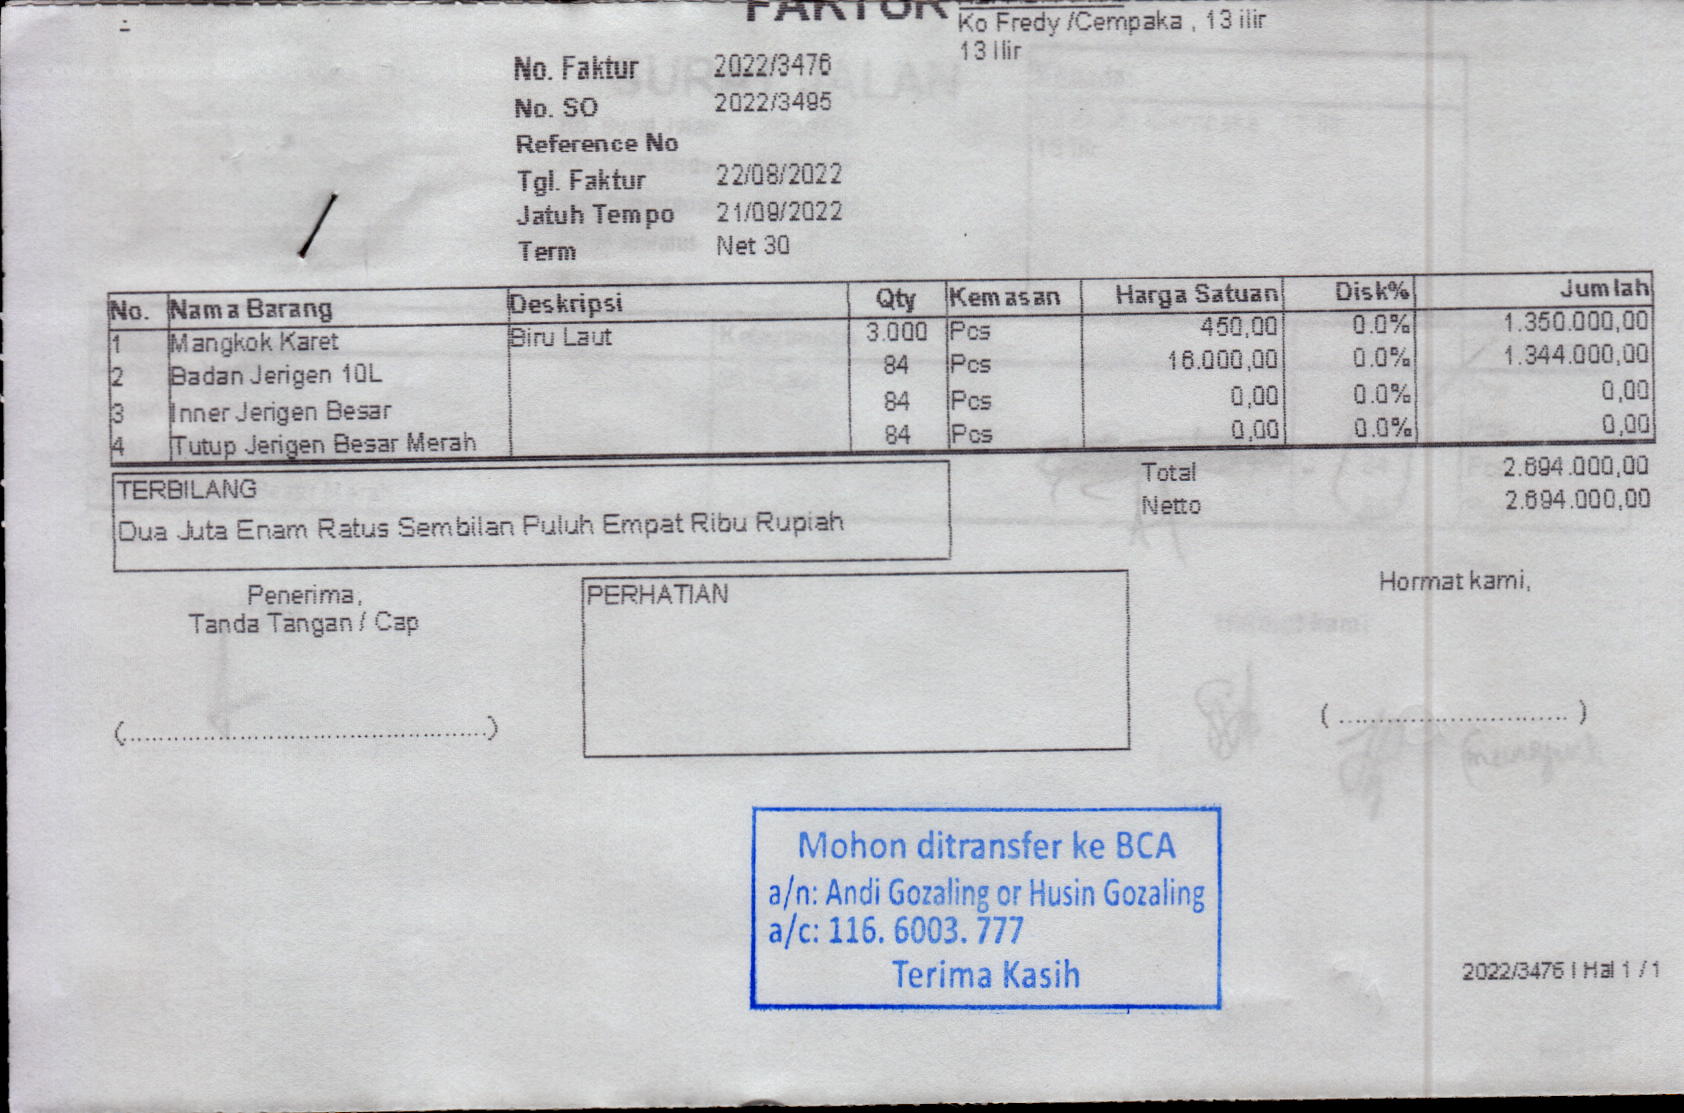 FAKTUR
Ko Fredy /Cempaka , 13 ilir
13 Ilir
No. Faktur 2022/3476
No. SO 2022/3495
Reference No
Tgl. Faktur 22/08/2022
Jatuh Tempo 21/09/2022
Term Net 30
No. Nama Barang Deskripsi Qty Kemasan Harga Satuan Disk% Jumlah
1 Mangkok Karet Biru Laut 3.000 Pcs 450,00 0.0% 1.350.000,00
2 Badan Jerigen 10L 84 Pcs 16.000,00 0.0% 1.344.000,00
3 Inner Jerigen Besar 84 Pcs 0,00 0.0% 0,00
4 Tutup Jerigen Besar Merah 84 Pcs 0,00 0.0% 0,00
Total 2.694.000,00
Netto 2.694.000,00
TERBILANG
Dua Juta Enam Ratus Sembilan Puluh Empat Ribu Rupiah
Penerima,
Tanda Tangan / Cap
(................................................)
PERHATIAN
Hormat kami,
( .............................. )
Mohon ditransfer ke BCA
a/n: Andi Gozaling or Husin Gozaling
a/c: 116. 6003. 777
Terima Kasih
2022/3476 | Hal 1 / 1